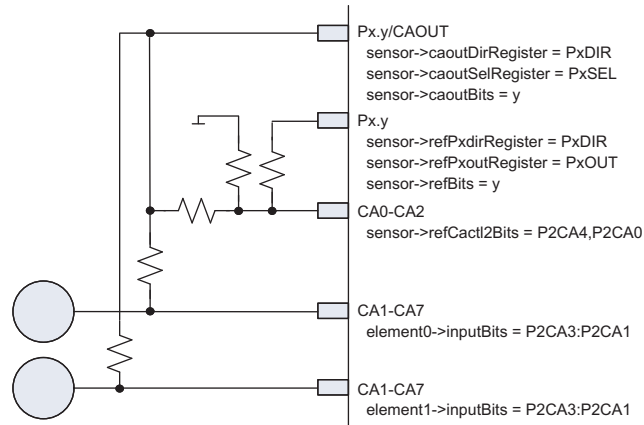 Px.y/CAOUT
sensor->caoutDirRegister = PxDIR
sensor->caoutSelRegister = PxSEL
sensor->caoutBits = y
Px.y
sensor->refPxdirRegister = PxDIR
sensor->refPxoutRegister = PxOUT
sensor->refBits = y
CA0-CA2
sensor->refCactl2Bits = P2CA4,P2CA0
CA1-CA7
element0->inputBits = P2CA3:P2CA1
CA1-CA7
element1->inputBits = P2CA3:P2CA1